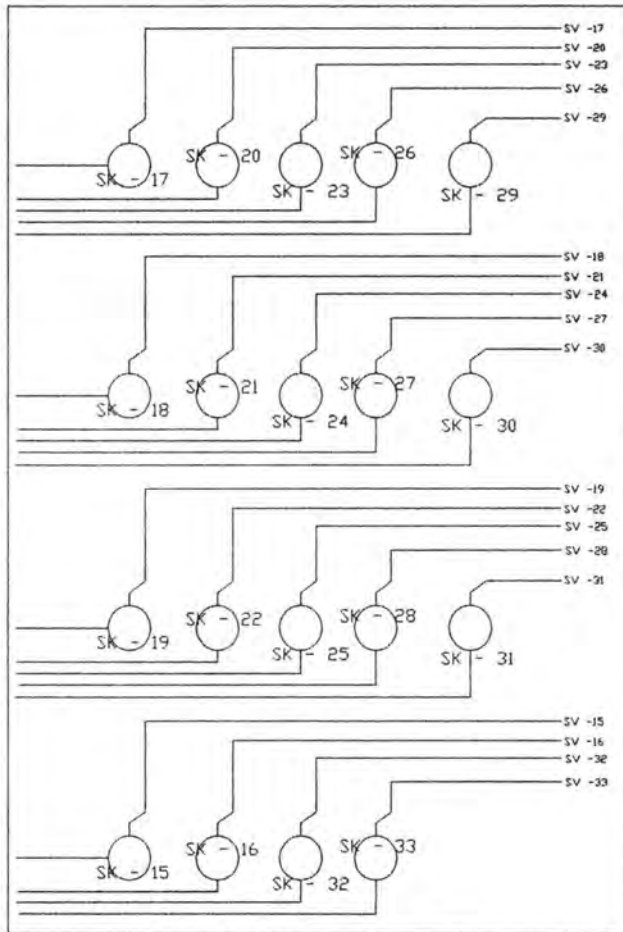 SV -17
SV -20
SV -23
SV -26
SV -29
SK - 17
SK - 20
SK - 23
SK - 26
SK - 29
SV -18
SV -21
SV -24
SV -27
SV -30
SK - 18
SK - 21
SK - 24
SK - 27
SK - 30
SV -19
SV -22
SV -25
SV -28
SV -31
SK - 19
SK - 22
SK - 25
SK - 28
SK - 31
SV -15
SV -16
SV -32
SV -33
SK - 15
SK - 16
SK - 32
SK - 33